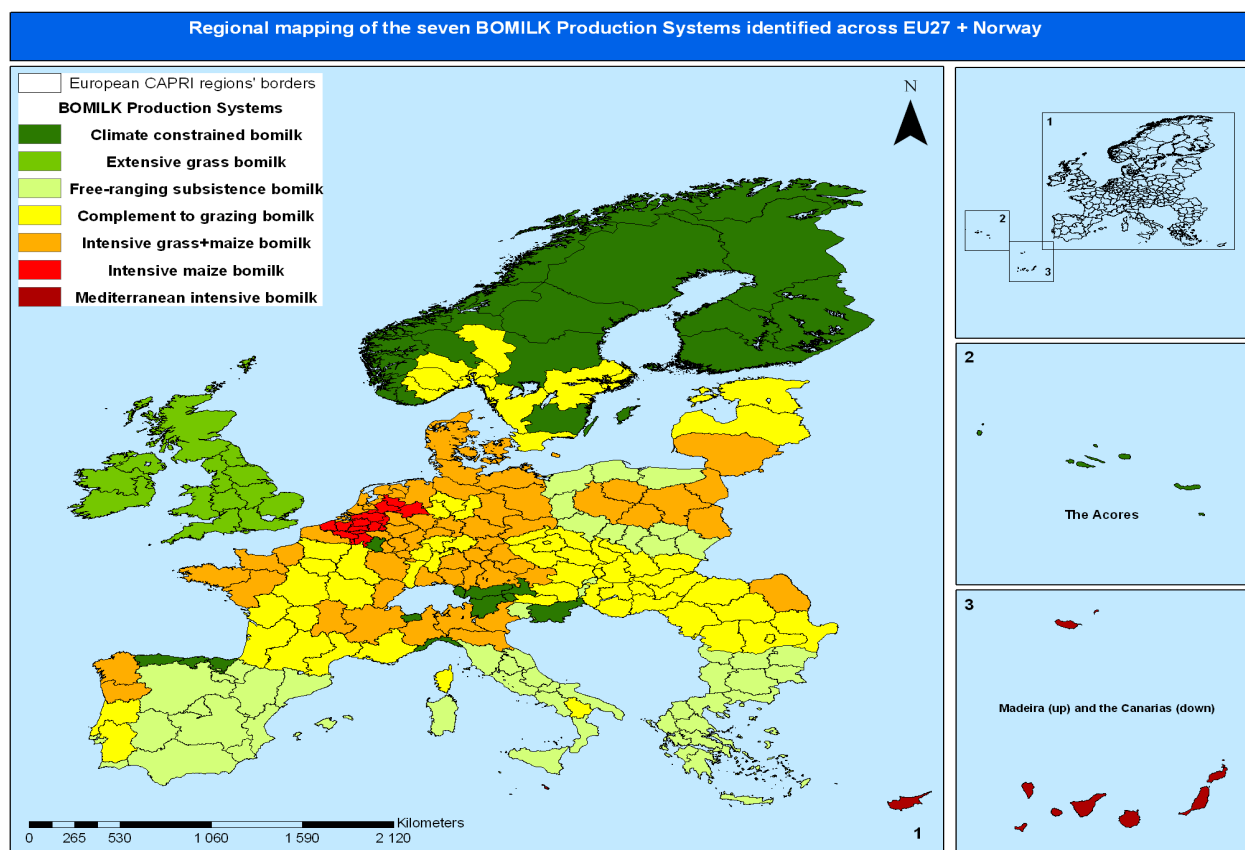 Regional mapping of the seven BOMILK Production Systems identified across EU27 + Norway
European CAPRI regions' borders
BOMILK Production Systems
Climate constrained bomilk
Extensive grass bomilk
Free-ranging subsistence bomilk
Complement to grazing bomilk
Intensive grass+maize bomilk
Intensive maize bomilk
Mediterranean intensive bomilk
N
Kilometers
0 265 530 1 060 1 590 2 120
1
1
2
3
2
The Acores
3
Madeira (up) and the Canarias (down)